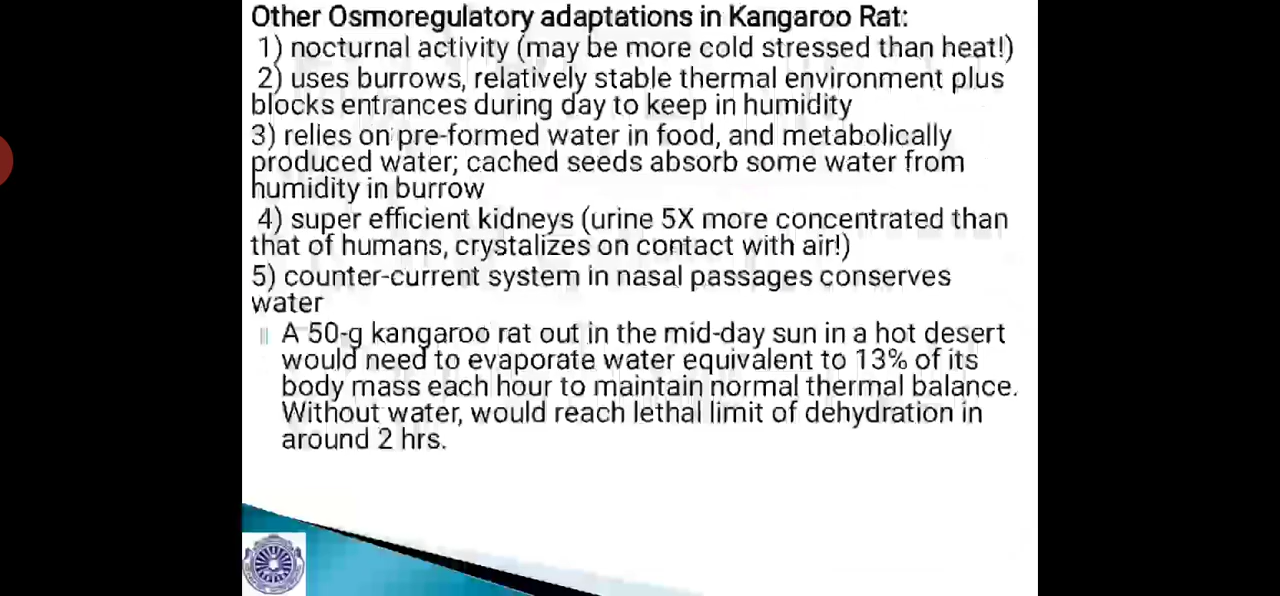 Other Osmoregulatory adaptations in Kangaroo Rat:
1) nocturnal activity (may be more cold stressed than heat!)
2) uses burrows, relatively stable thermal environment plus
blocks entrances during day to keep in humidity
3) relies on pre-formed water in food, and metabolically
produced water; cached seeds absorb some water from
humidity in burrow
4) super efficient kidneys (urine 5X more concentrated than
that of humans, crystalizes on contact with air!)
5) counter-current system in nasal passages conserves
water
A 50-g kangaroo rat out in the mid-day sun in a hot desert
would need to evaporate water equivalent to 13% of its
body mass each hour to maintain normal thermal balance.
Without water, would reach lethal limit of dehydration in
around 2 hrs.